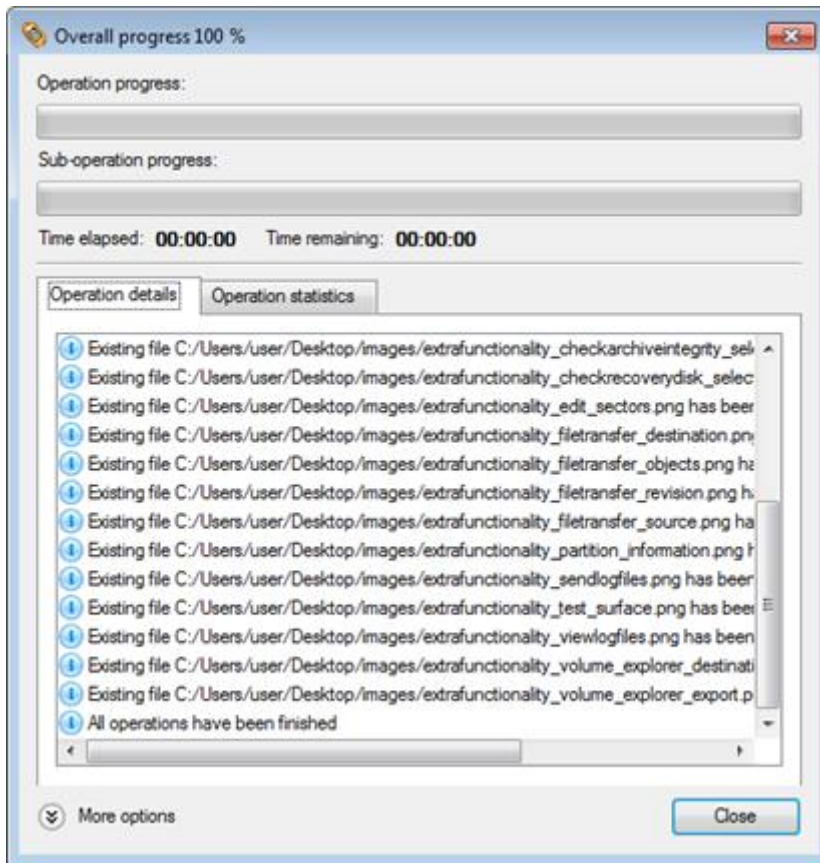 Overall progress 100 %
Operation progress:
Sub-operation progress:
Time elapsed: 00:00:00 Time remaining: 00:00:00
Operation details Operation statistics
Existing file C:/Users/user/Desktop/images/extrafunctionality_checkarchiveintegrity_sel
Existing file C:/Users/user/Desktop/images/extrafunctionality_checkrecoverydisk_selec
Existing file C:/Users/user/Desktop/images/extrafunctionality_edit_sectors.png has been
Existing file C:/Users/user/Desktop/images/extrafunctionality_filetransfer_destination.png
Existing file C:/Users/user/Desktop/images/extrafunctionality_filetransfer_objects.png ha
Existing file C:/Users/user/Desktop/images/extrafunctionality_filetransfer_revision.png h
Existing file C:/Users/user/Desktop/images/extrafunctionality_filetransfer_source.png ha
Existing file C:/Users/user/Desktop/images/extrafunctionality_partition_information.png h
Existing file C:/Users/user/Desktop/images/extrafunctionality_sendlogfiles.png has been
Existing file C:/Users/user/Desktop/images/extrafunctionality_test_surface.png has been
Existing file C:/Users/user/Desktop/images/extrafunctionality_viewlogfiles.png has been
Existing file C:/Users/user/Desktop/images/extrafunctionality_volume_explorer_destinati
Existing file C:/Users/user/Desktop/images/extrafunctionality_volume_explorer_export.p
All operations have been finished
More options Close